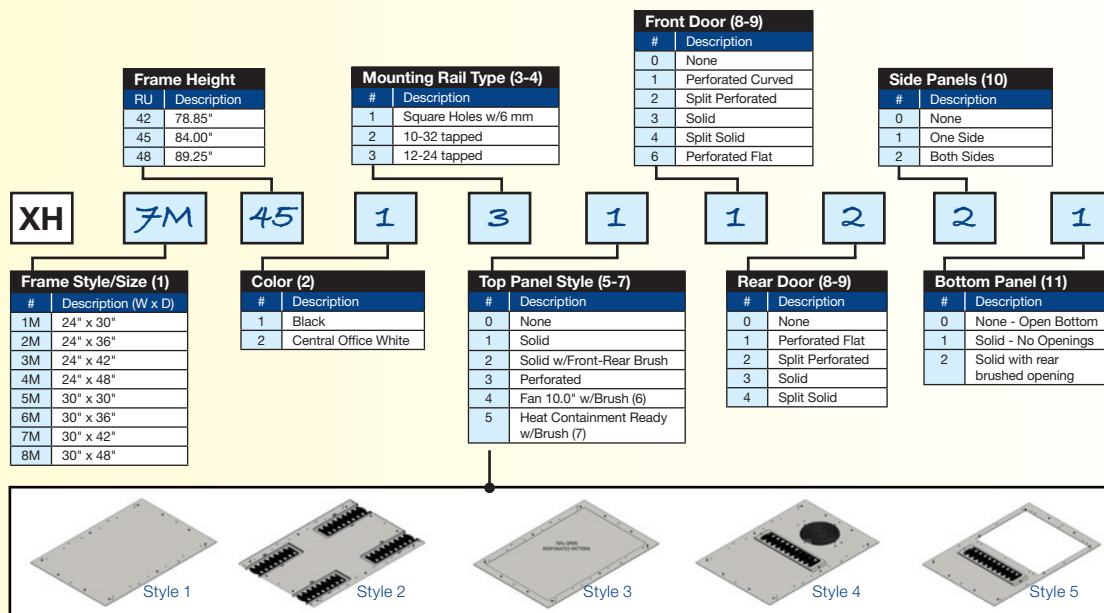 Front Door (8-9)
# Description
0 None
1 Perforated Curved
2 Split Perforated
3 Solid
4 Split Solid
6 Perforated Flat
Frame Height
RU Description
42 78.85"
45 84.00"
48 89.25"
Mounting Rail Type (3-4)
# Description
1 Square Holes w/6 mm
2 10-32 tapped
3 12-24 tapped
Side Panels (10)
# Description
0 None
1 One Side
2 Both Sides
XH 7M 45 1 3 1 1 2 2 1
Frame Style/Size (1)
# Description (W x D)
1M 24" x 30"
2M 24" x 36"
3M 24" x 42"
4M 24" x 48"
5M 30" x 30"
6M 30" x 36"
7M 30" x 42"
8M 30" x 48"
Color (2)
# Description
1 Black
2 Central Office White
Top Panel Style (5-7)
# Description
0 None
1 Solid
2 Solid w/Front-Rear Brush
3 Perforated
4 Fan 10.0" w/Brush (6)
5 Heat Containment Ready
w/Brush (7)
Rear Door (8-9)
# Description
0 None
1 Perforated Flat
2 Split Perforated
3 Solid
4 Split Solid
Bottom Panel (11)
# Description
0 None - Open Bottom
1 Solid - No Openings
2 Solid with rear
brushed opening
70% OPEN
PERFORATED PATTERN
Style 1 Style 2 Style 3 Style 4 Style 5